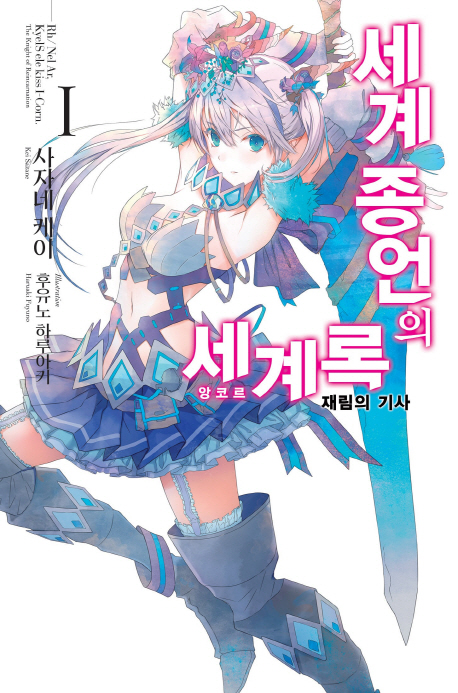 세계 종언의
세계록
앙코르
재림의 기사
Rh/ Nel Ar,
Kyel S ele kiss I-Corn.
The Knight of Reincarnation
I
사자네 케이
Kei Sazane
Illustration
후유노 하루아키
Haruaki Fuyuno